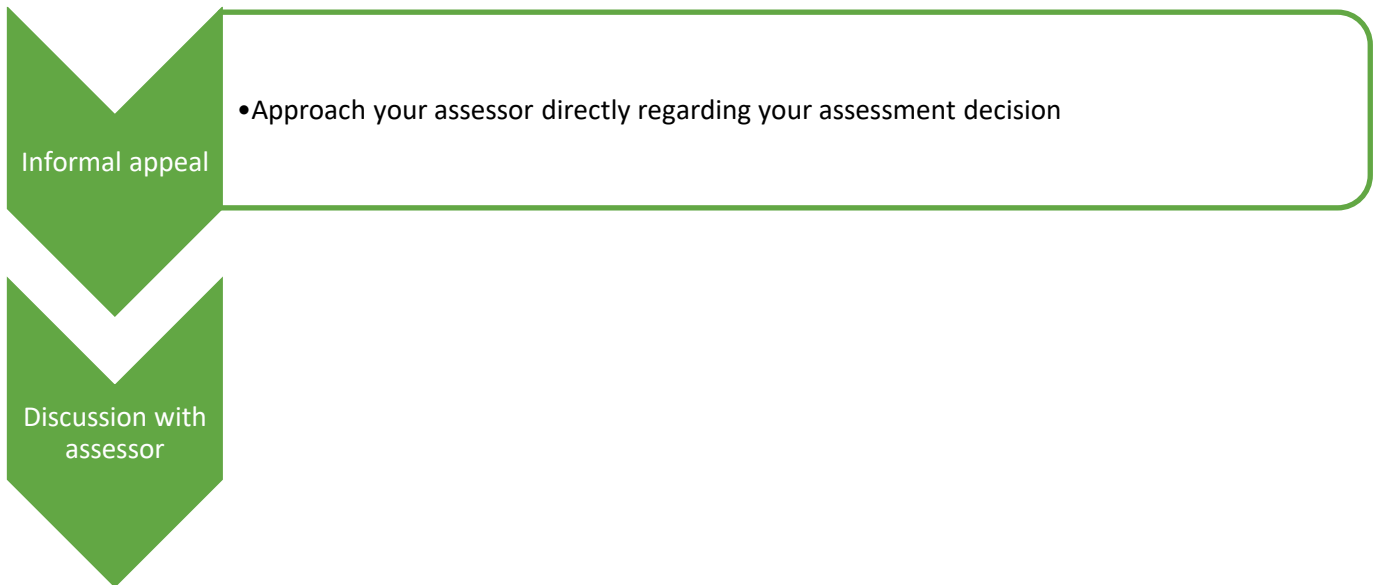 Informal appeal
•Approach your assessor directly regarding your assessment decision
Discussion with
assessor